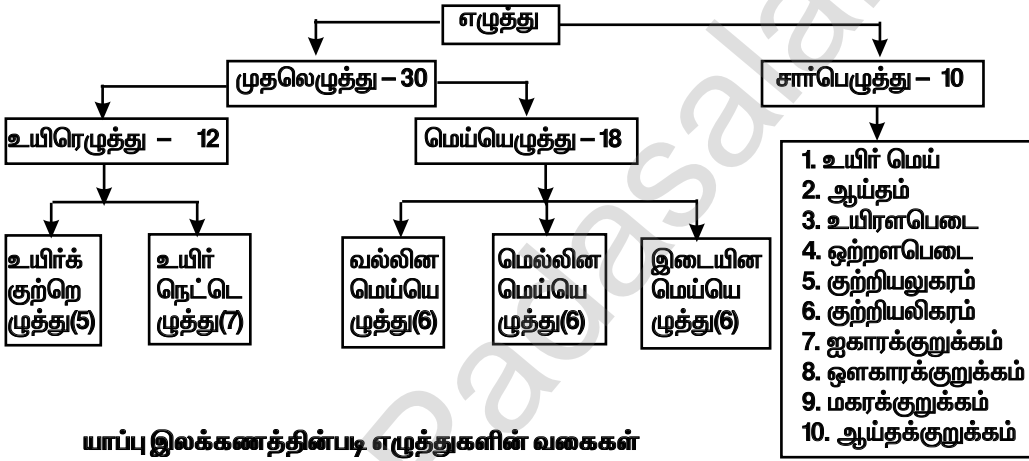 எழுத்து
முதலெழுத்து – 30
சார்பெழுத்து – 10
உயிரெழுத்து – 12
மெய்யெழுத்து – 18
உயிர்க்
குற்றெ
ழுத்து(5)
உயிர்
நெட்டெ
ழுத்து(7)
வல்லின
மெய்யெ
ழுத்து(6)
மெல்லின
மெய்யெ
ழுத்து(6)
இடையின
மெய்யெ
ழுத்து(6)
1. உயிர் மெய்
2. ஆய்தம்
3. உயிரளபெடை
4. ஒற்றளபெடை
5. குற்றியலுகரம்
6. குற்றியலிகரம்
7. ஐகாரக்குறுக்கம்
8. ஔகாரக்குறுக்கம்
9. மகரக்குறுக்கம்
10. ஆய்தக்குறுக்கம்
யாப்பு இலக்கணத்தின்படி எழுத்துகளின் வகைகள்
Padasalai